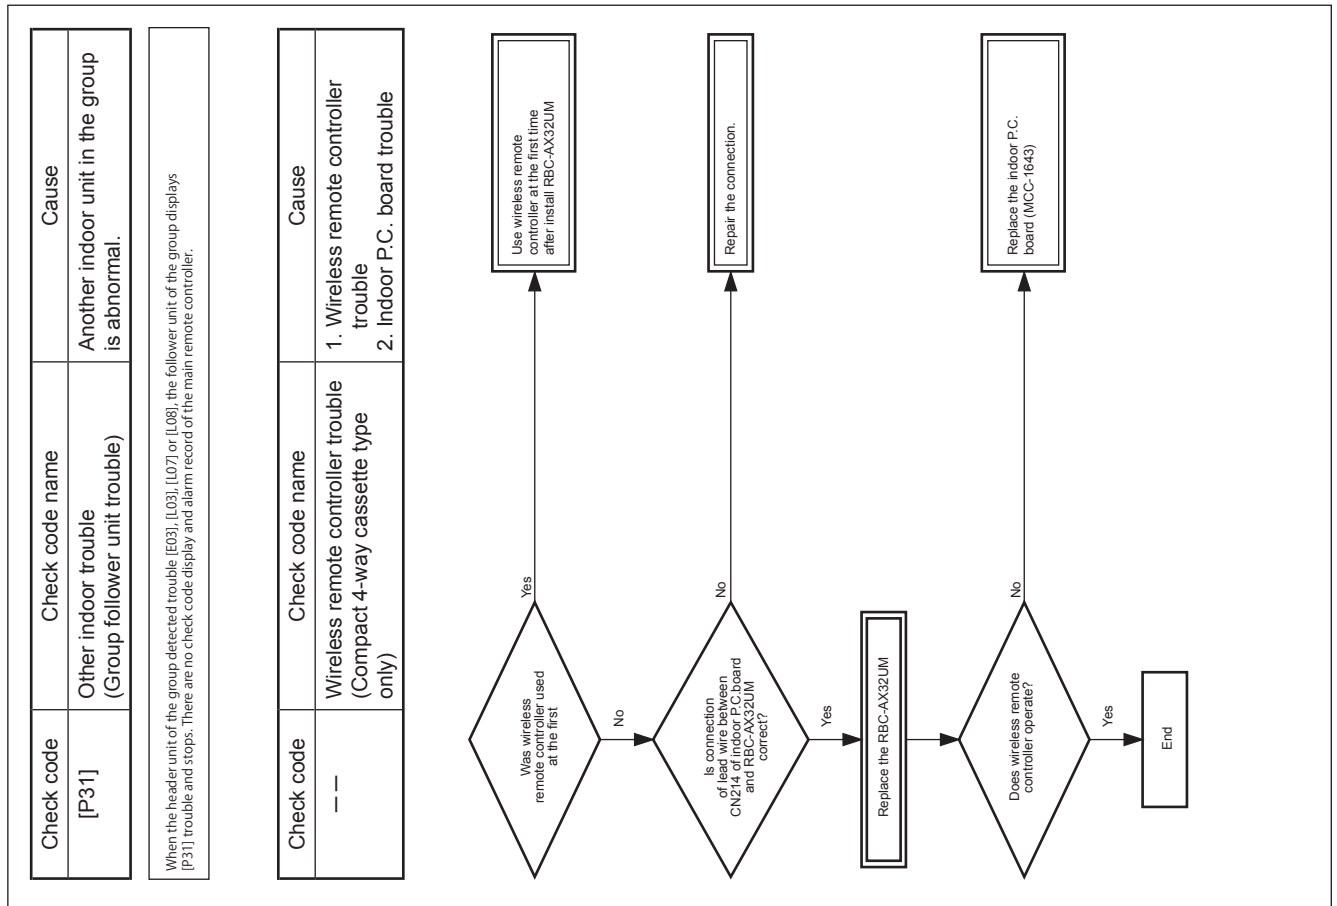 Check code
Check code name
Cause
[P31]
Other indoor trouble
(Group follower unit trouble)
Another indoor unit in the group
is abnormal.
When the header unit of the group detected trouble [E03], [L03], [L07] or [L08], the follower unit of the group displays
[P31] trouble and stops. There are no check code display and alarm record of the main remote controller.
Check code
Check code name
Cause
– –
Wireless remote controller trouble
(Compact 4-way cassette type
only)
1. Wireless remote controller
trouble
2. Indoor P.C. board trouble
Was wireless
remote controller used
at the first
Yes
Use wireless remote
controller at the first time
after install RBC-AX32UM
No
Is connection
of lead wire between
CN214 of indoor P.C.board
and RBC-AX32UM
correct?
No
Repair the connection.
Yes
Replace the RBC-AX32UM
Does wireless remote
controller operate?
No
Replace the indoor P.C.
board (MCC-1643)
Yes
End